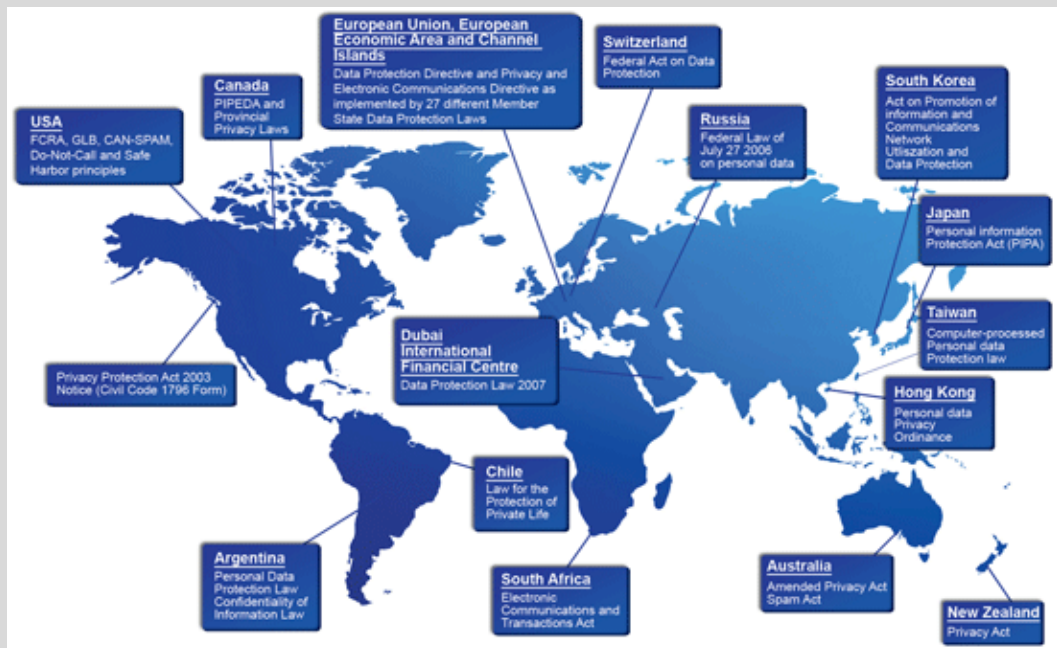 European Union, European
Economic Area and Channel
Islands
Data Protection Directive and Privacy and
Electronic Communications Directive as
implemented by 27 different Member
State Data Protection Laws
Switzerland
Federal Act on Data
Protection
Canada
PIPEDA and
Provincial
Privacy Laws
USA
FCRA, GLB, CAN-SPAM,
Do-Not-Call and Safe
Harbor principles
Russia
Federal Law of
July 27 2006
on personal data
South Korea
Act on Promotion of
information and
Communications
Network
Utliszation and
Data Protection
Japan
Personal information
Protection Act (PIPA)
Taiwan
Computer-processed
Personal data
Protection law
Dubai
International
Financial Centre
Data Protection Law 2007
Privacy Protection Act 2003
Notice (Civil Code 1796 Form)
Hong Kong
Personal data
Privacy
Ordinance
Chile
Law for the
Protection of
Private Life
Argentina
Personal Data
Protection Law
Confidentiality of
Information Law
South Africa
Electronic
Communications and
Transactions Act
Australia
Amended Privacy Act
Spam Act
New Zealand
Privacy Act